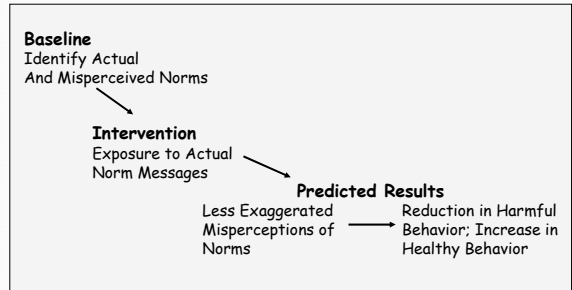 Baseline
Identify Actual
And Misperceived Norms
Intervention
Exposure to Actual
Norm Messages
Predicted Results
Less Exaggerated
Misperceptions of
Norms
Reduction in Harmful
Behavior; Increase in
Healthy Behavior